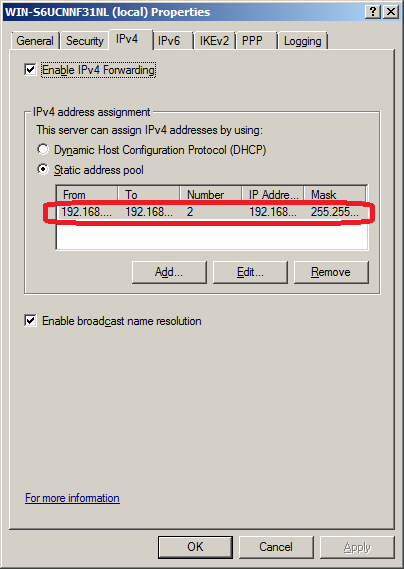 WIN-S6UCNNF31NL (local) Properties
General Security IPv4 IPv6 IKEv2 PPP Logging
Enable IPv4 Forwarding
IPv4 address assignment
This server can assign IPv4 addresses by using:
Dynamic Host Configuration Protocol (DHCP)
Static address pool
From To Number IP Addre... Mask
192.168.... 192.168... 2 192.168... 255.255...
Add... Edit... Remove
Enable broadcast name resolution
For more information
OK Cancel Apply